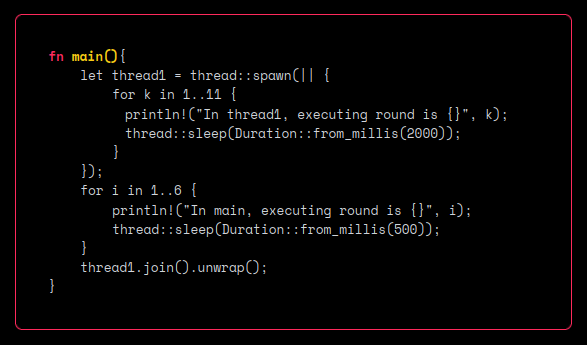 fn main(){
let thread1 = thread::spawn(|| {
for k in 1..11 {
println!("In thread1, executing round is {}", k);
thread::sleep(Duration::from_millis(2000));
}
});
for i in 1..6 {
println!("In main, executing round is {}", i);
thread::sleep(Duration::from_millis(500));
}
thread1.join().unwrap();
}